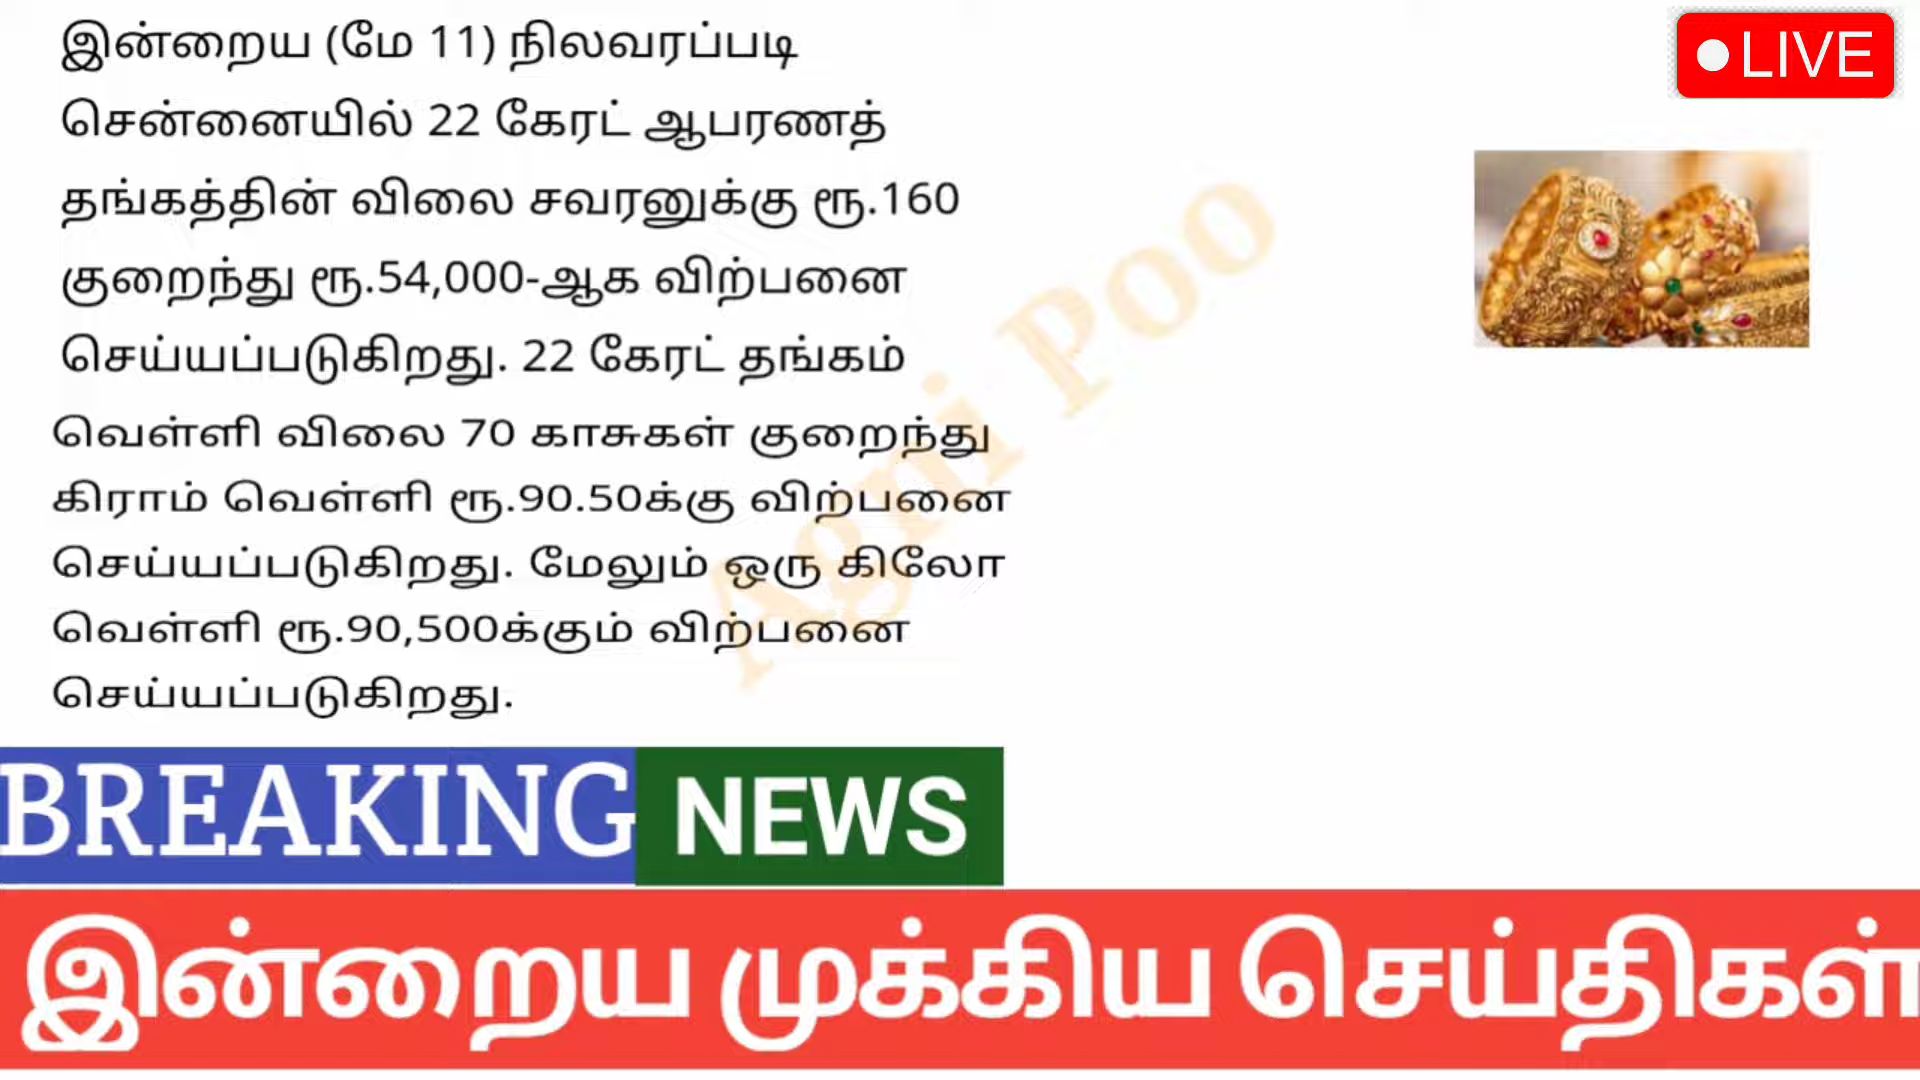 இன்றைய (மே 11) நிலவரப்படி
சென்னையில் 22 கேரட் ஆபரணத்
தங்கத்தின் விலை சவரனுக்கு ரூ.160
குறைந்து ரூ.54,000-ஆக விற்பனை
செய்யப்படுகிறது. 22 கேரட் தங்கம்
வெள்ளி விலை 70 காசுகள் குறைந்து
கிராம் வெள்ளி ரூ.90.50க்கு விற்பனை
செய்யப்படுகிறது. மேலும் ஒரு கிலோ
வெள்ளி ரூ.90,500க்கும் விற்பனை
செய்யப்படுகிறது.
LIVE
Agni Poo
BREAKING NEWS
இன்றைய முக்கிய செய்திகள்